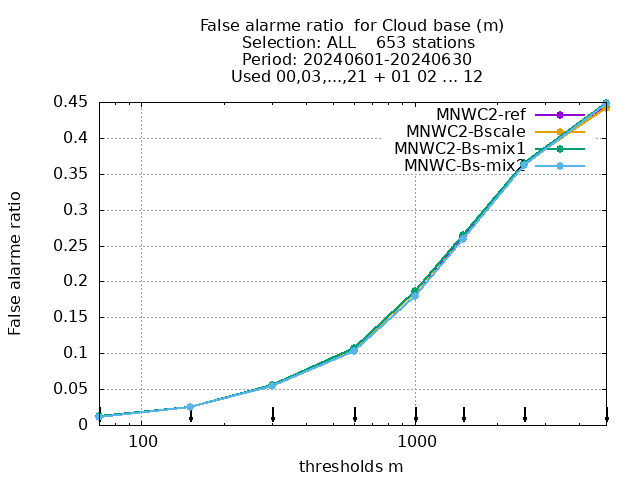 False alarme ratio  for Cloud base (m)
Selection: ALL    653 stations
Period: 20240601-20240630
Used 00,03,...,21 + 01 02 ... 12
MNWC2-ref
MNWC2-Bscale
MNWC2-Bs-mix1
MNWC-Bs-mix2
0.45
0.4
0.35
0.3
0.25
0.2
0.15
0.1
0.05
0
False alarme ratio
100
1000
thresholds m